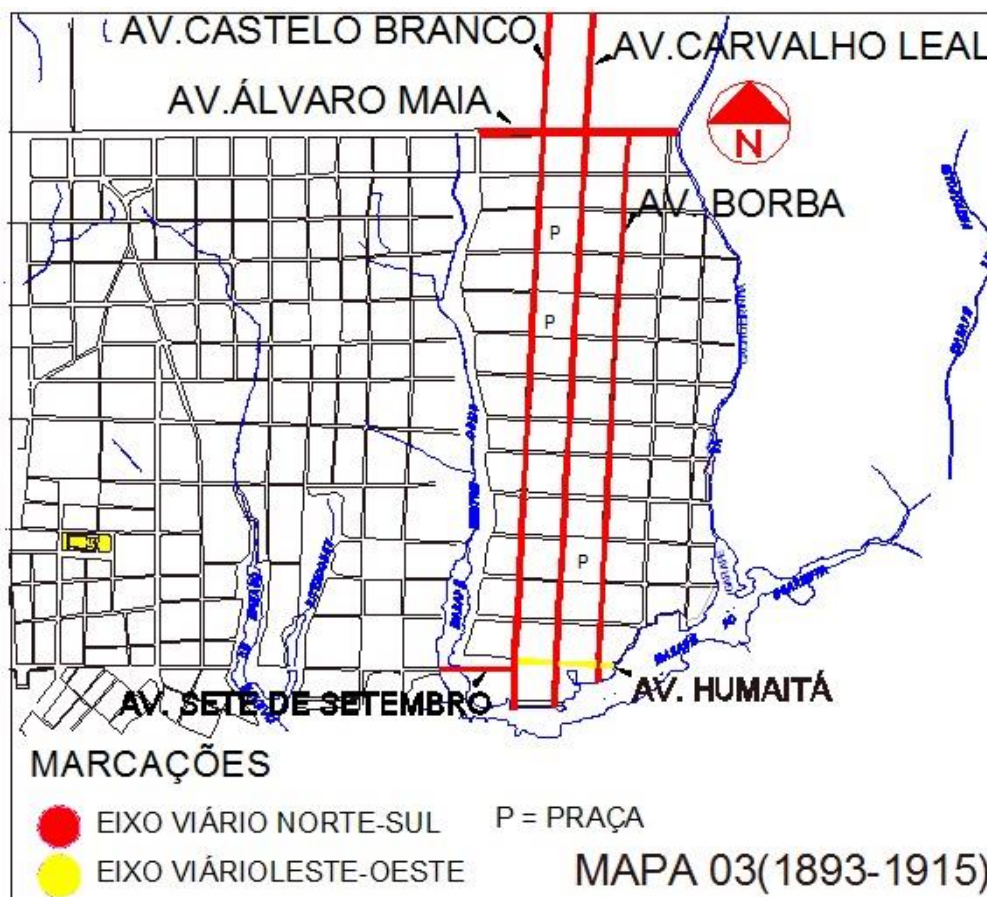 AV.CASTELO BRANCO
AV.CARVALHO LEAL
AV.ÁLVARO MAIA
N
AV. BORBA
P
P
P
AV. SETE DE SETEMBRO
AV. HUMAITÁ
MARCAÇÕES
EIXO VIÁRIO NORTE-SUL
P = PRAÇA
EIXO VIÁRIOLESTE-OESTE
MAPA 03(1893-1915)